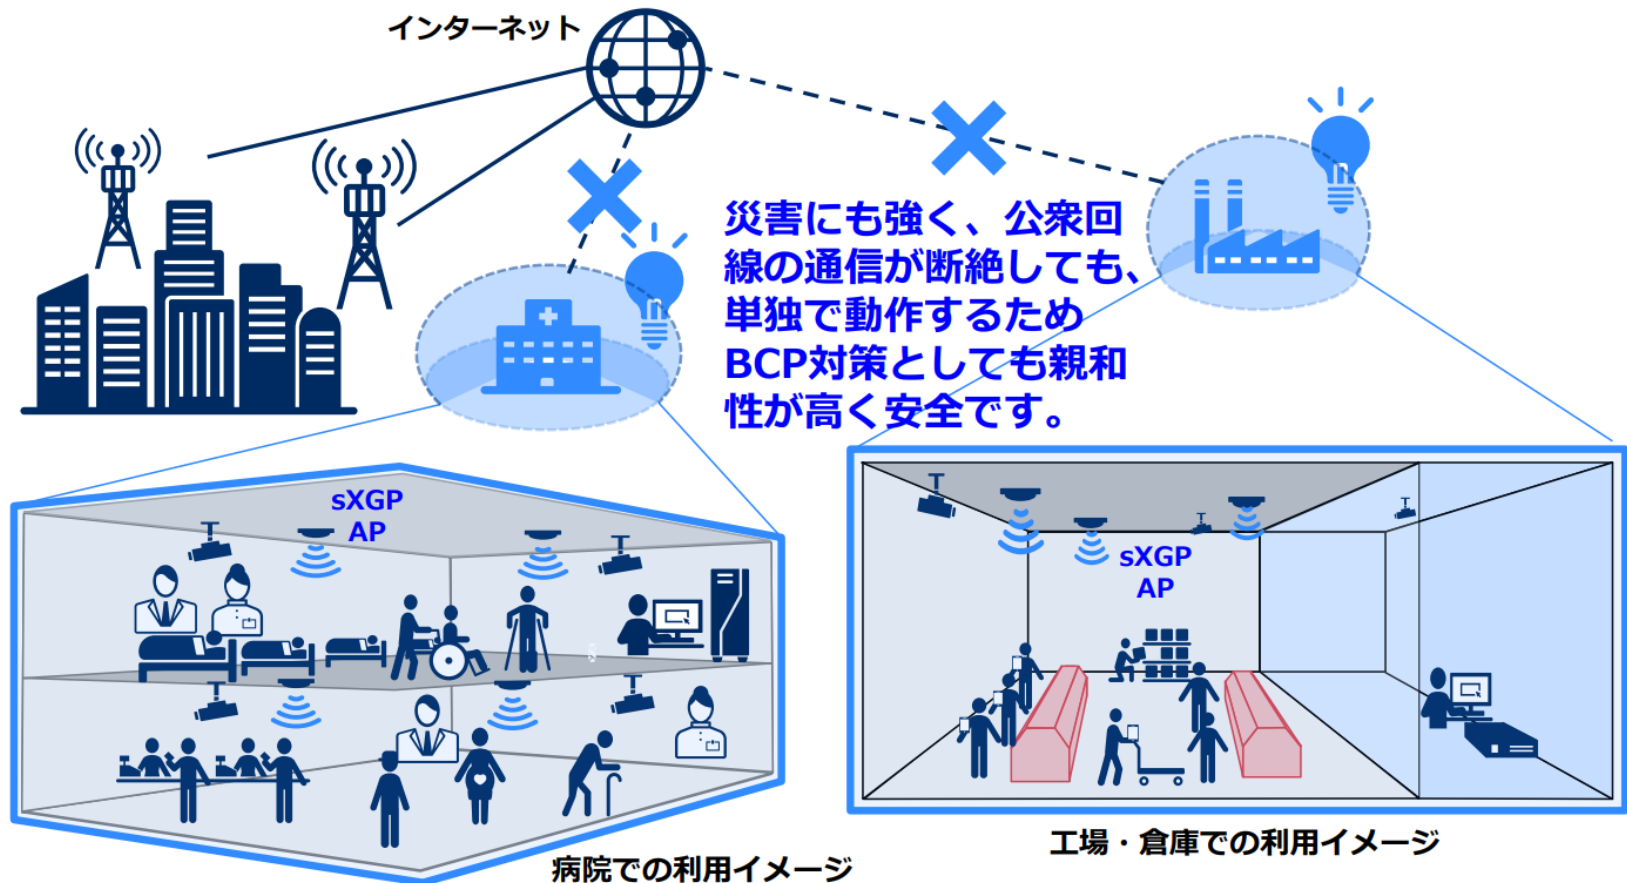 インターネット
災害にも強く、公衆回
線の通信が断絶しても、
単独で動作するため
BCP対策としても親和
性が高く安全です。
sXGP
AP
sXGP
AP
病院での利用イメージ
工場・倉庫での利用イメージ